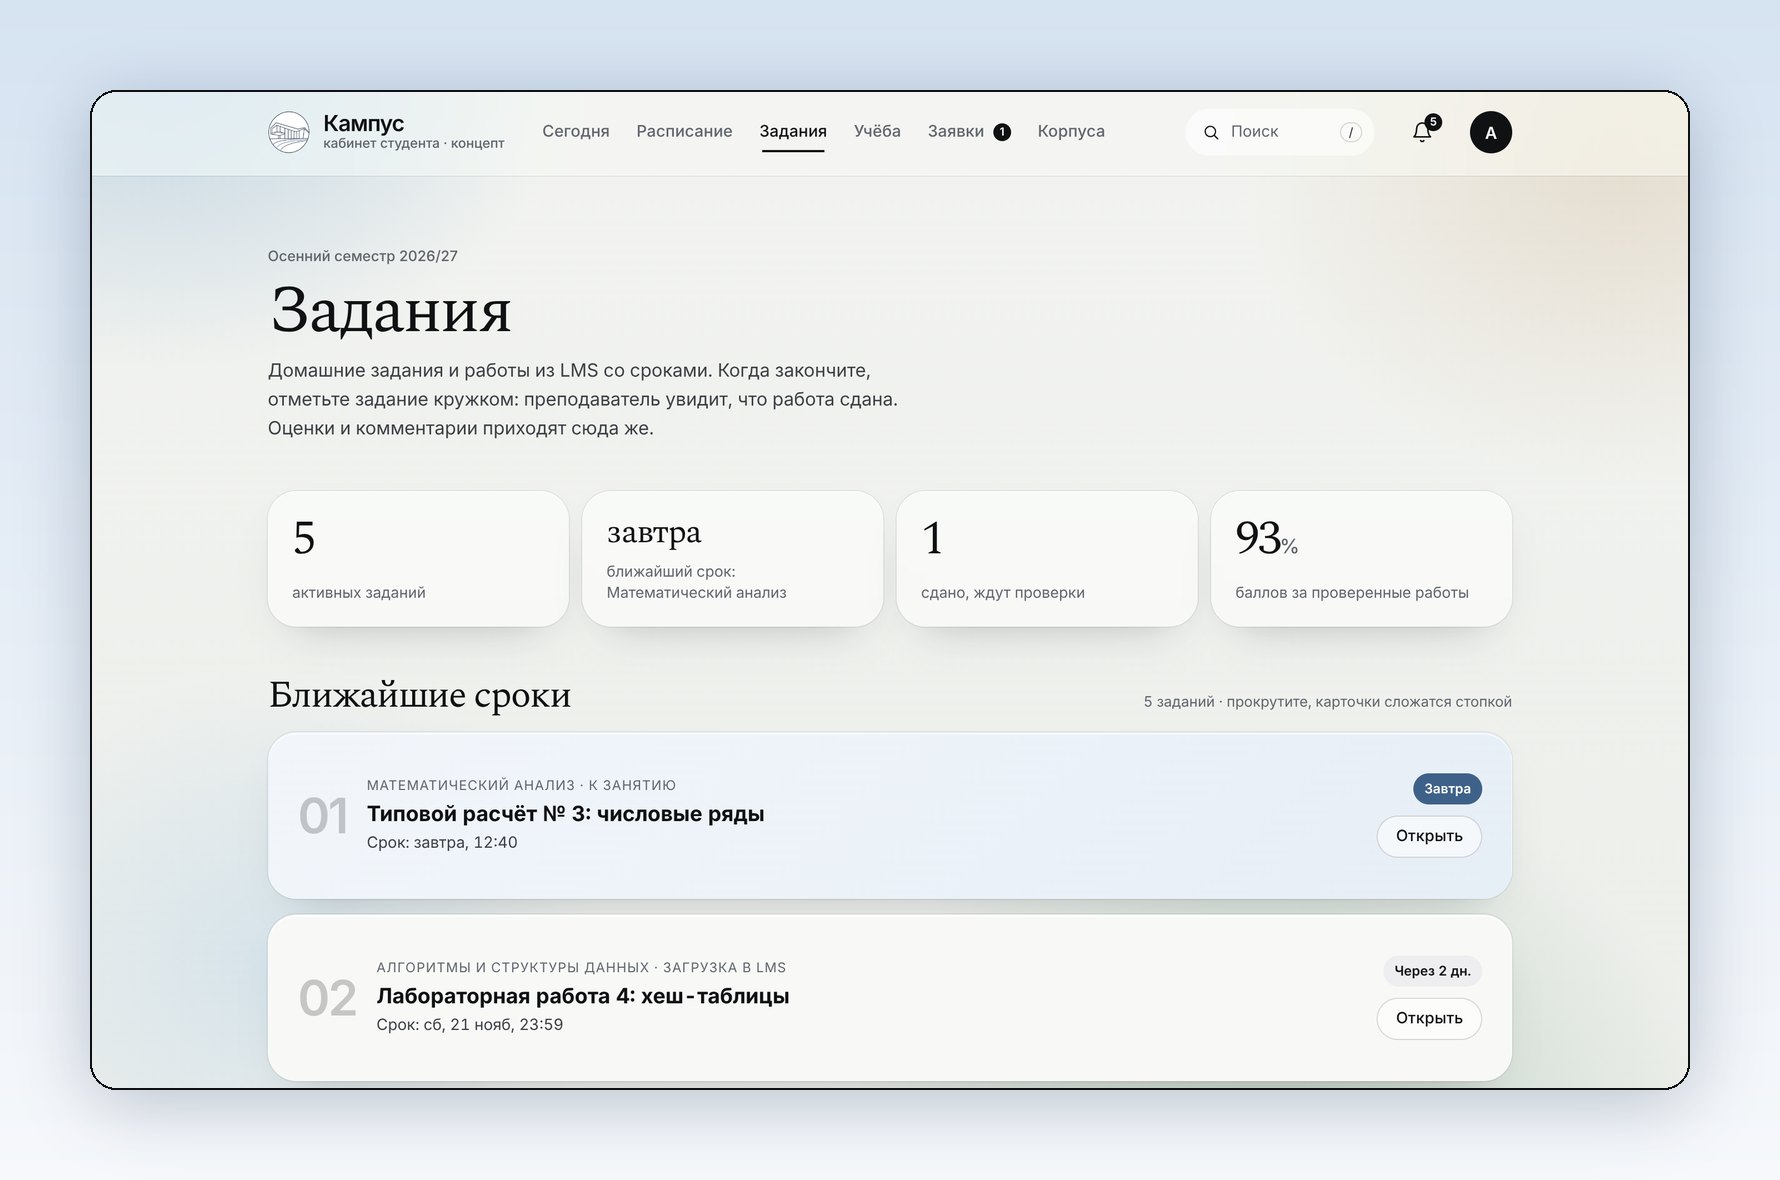 Кампус
кабинет студента · концепт
Сегодня
Расписание
Задания
Учёба
Заявки 1
Корпуса
Поиск /
5
А
Осенний семестр 2026/27
Задания
Домашние задания и работы из LMS со сроками. Когда закончите,
отметьте задание кружком: преподаватель увидит, что работа сдана.
Оценки и комментарии приходят сюда же.
5
активных заданий
завтра
ближайший срок:
Математический анализ
1
сдано, ждут проверки
93%
баллов за проверенные работы
Ближайшие сроки
5 заданий · прокрутите, карточки сложатся стопкой
01
МАТЕМАТИЧЕСКИЙ АНАЛИЗ · К ЗАНЯТИЮ
Типовой расчёт № 3: числовые ряды
Срок: завтра, 12:40
Завтра
Открыть
02
АЛГОРИТМЫ И СТРУКТУРЫ ДАННЫХ · ЗАГРУЗКА В LMS
Лабораторная работа 4: хеш-таблицы
Срок: сб, 21 нояб, 23:59
Через 2 дн.
Открыть